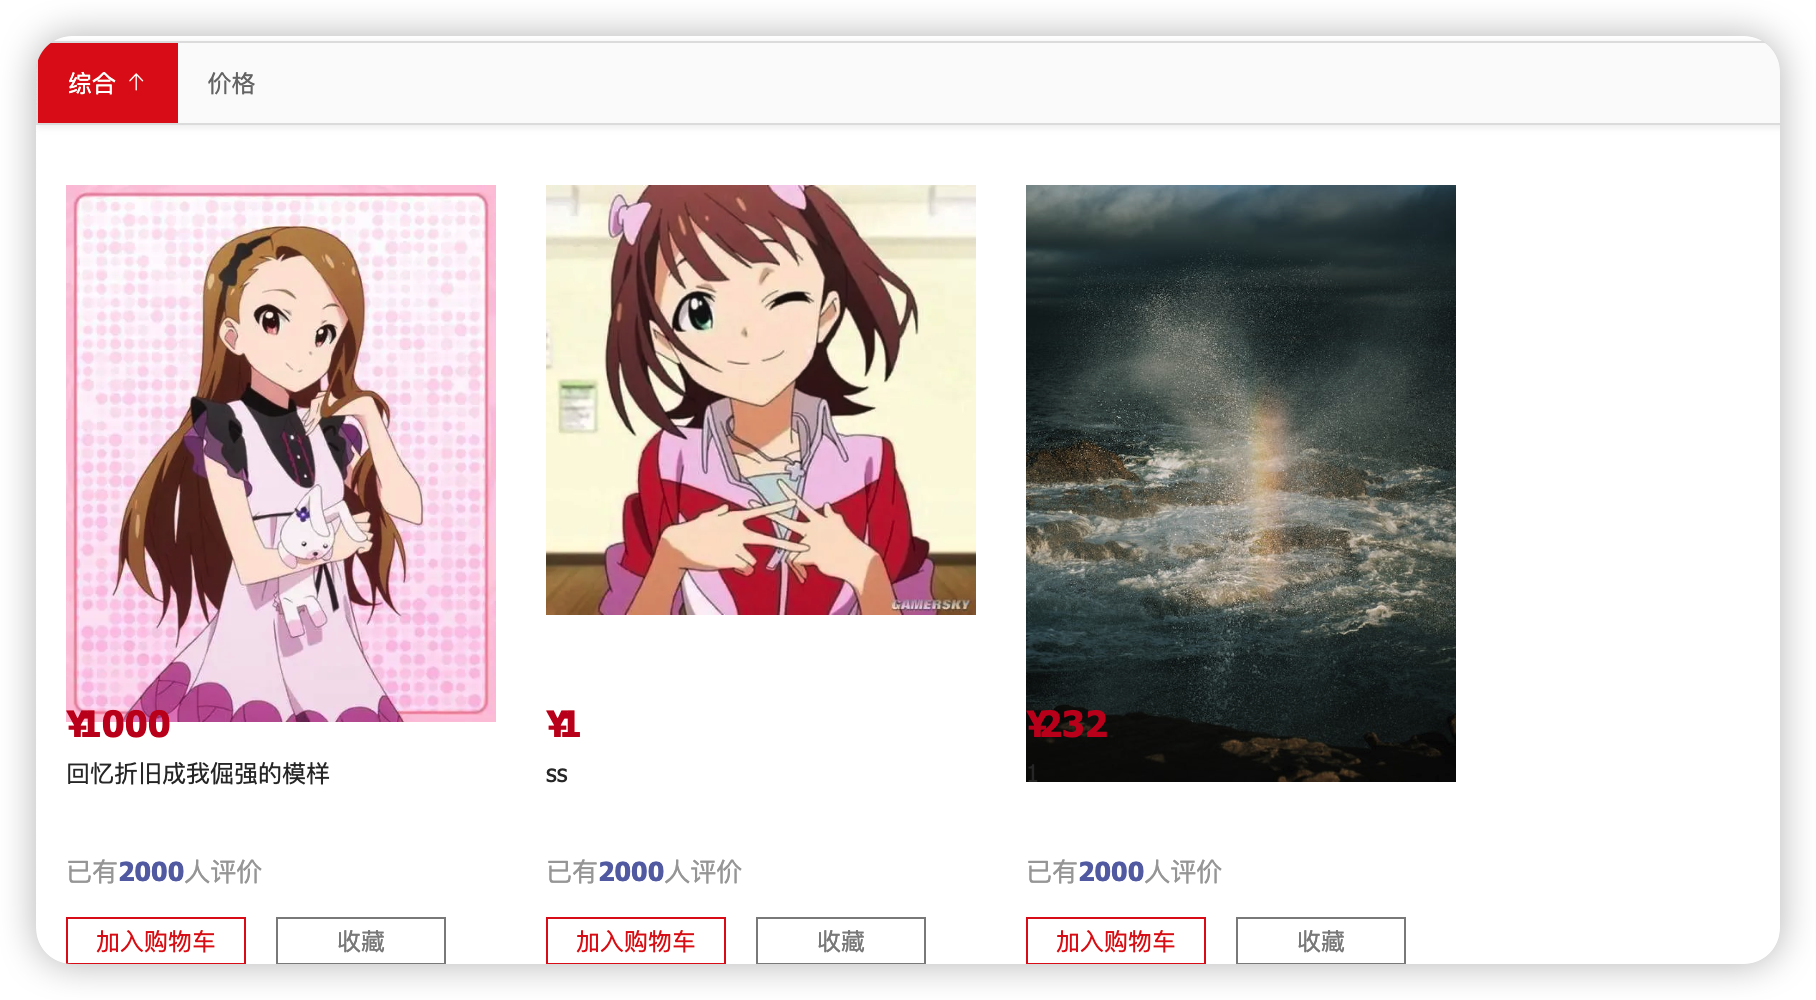 综合 ↑ 价格
GAMERSKY
¥1000 ¥1 ¥232
回忆折旧成我倔强的模样 ss 1
已有2000人评价 已有2000人评价 已有2000人评价
加入购物车 收藏 加入购物车 收藏 加入购物车 收藏